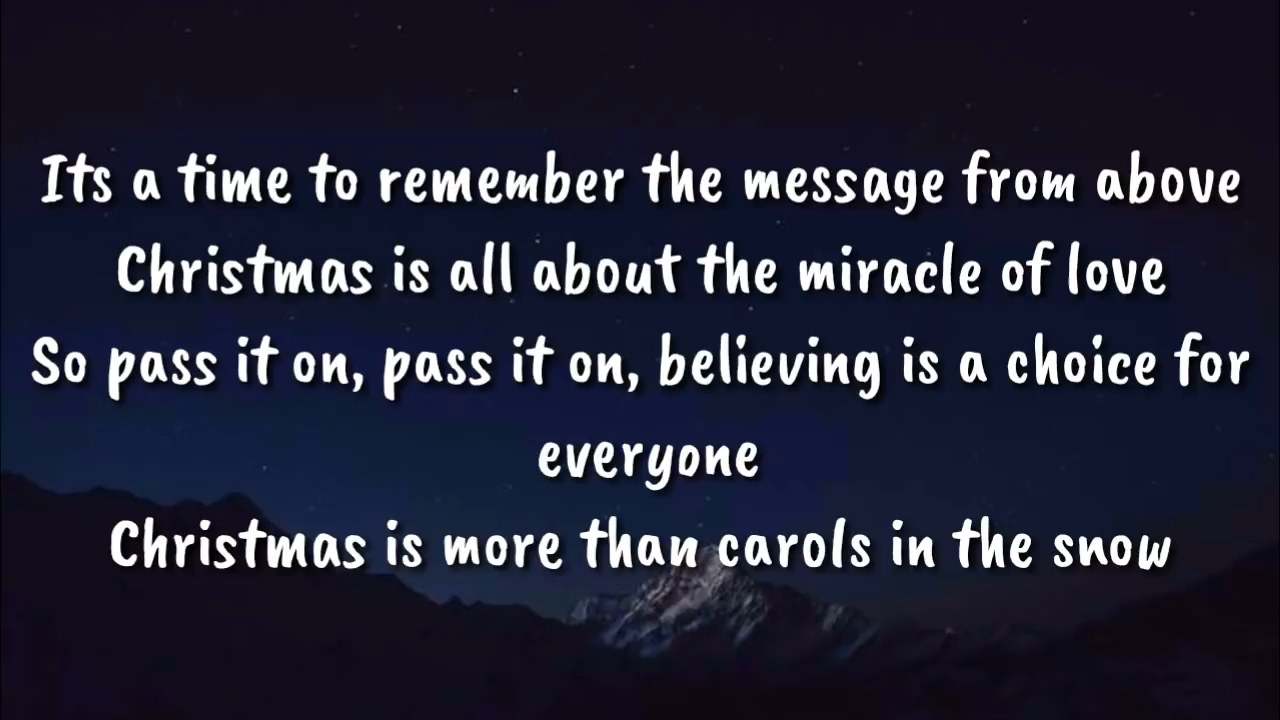 Its a time to remember the message from above
Christmas is all about the miracle of love
So pass it on, pass it on, believing is a choice for
everyone
Christmas is more than carols in the snow